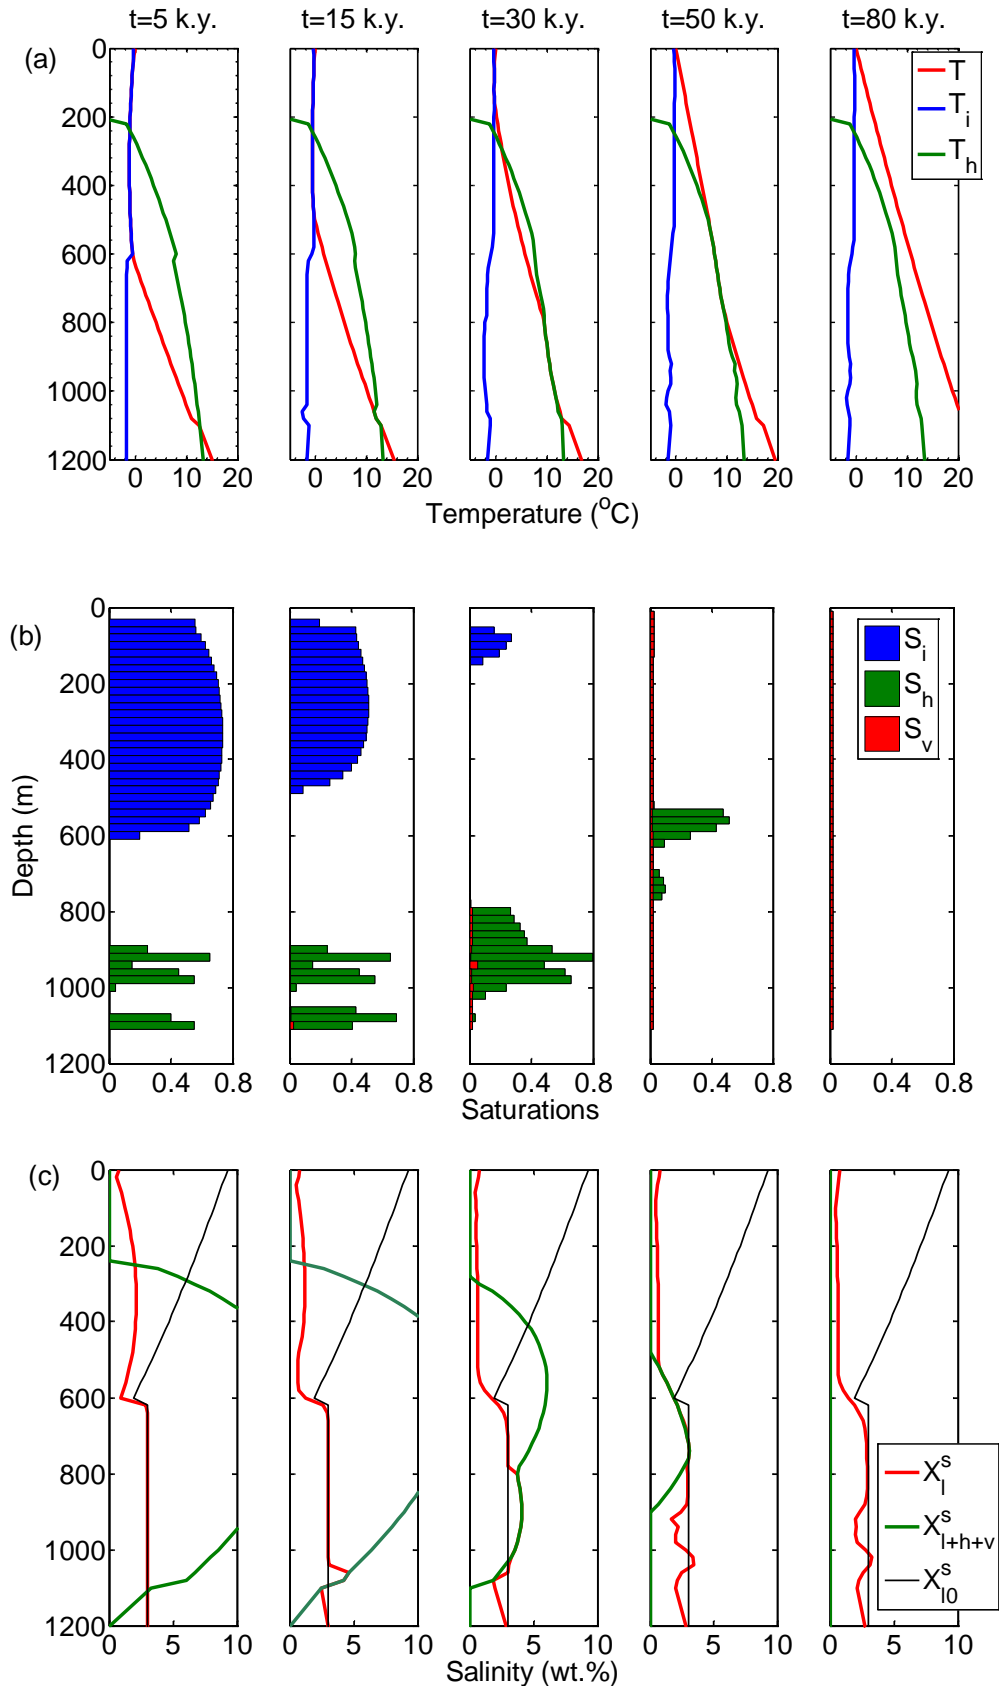 t=5 k.y. t=15 k.y. t=30 k.y. t=50 k.y. t=80 k.y.
(a)
0
200
400
600
800
1000
1200
T
T_i
T_h
0 10 20 0 10 20 0 10 20 0 10 20 0 10 20
Temperature (°C)
(b)
Depth (m)
0
200
400
600
800
1000
1200
S_i
S_h
S_v
0 0.4 0.8 0 0.4 0.8 0 0.4 0.8 0 0.4 0.8 0 0.4 0.8
Saturations
(c)
0
200
400
600
800
1000
1200
X_l^s
X_{l+h+v}^s
X_{l0}^s
0 5 10 0 5 10 0 5 10 0 5 10 0 5 10
Salinity (wt.%)